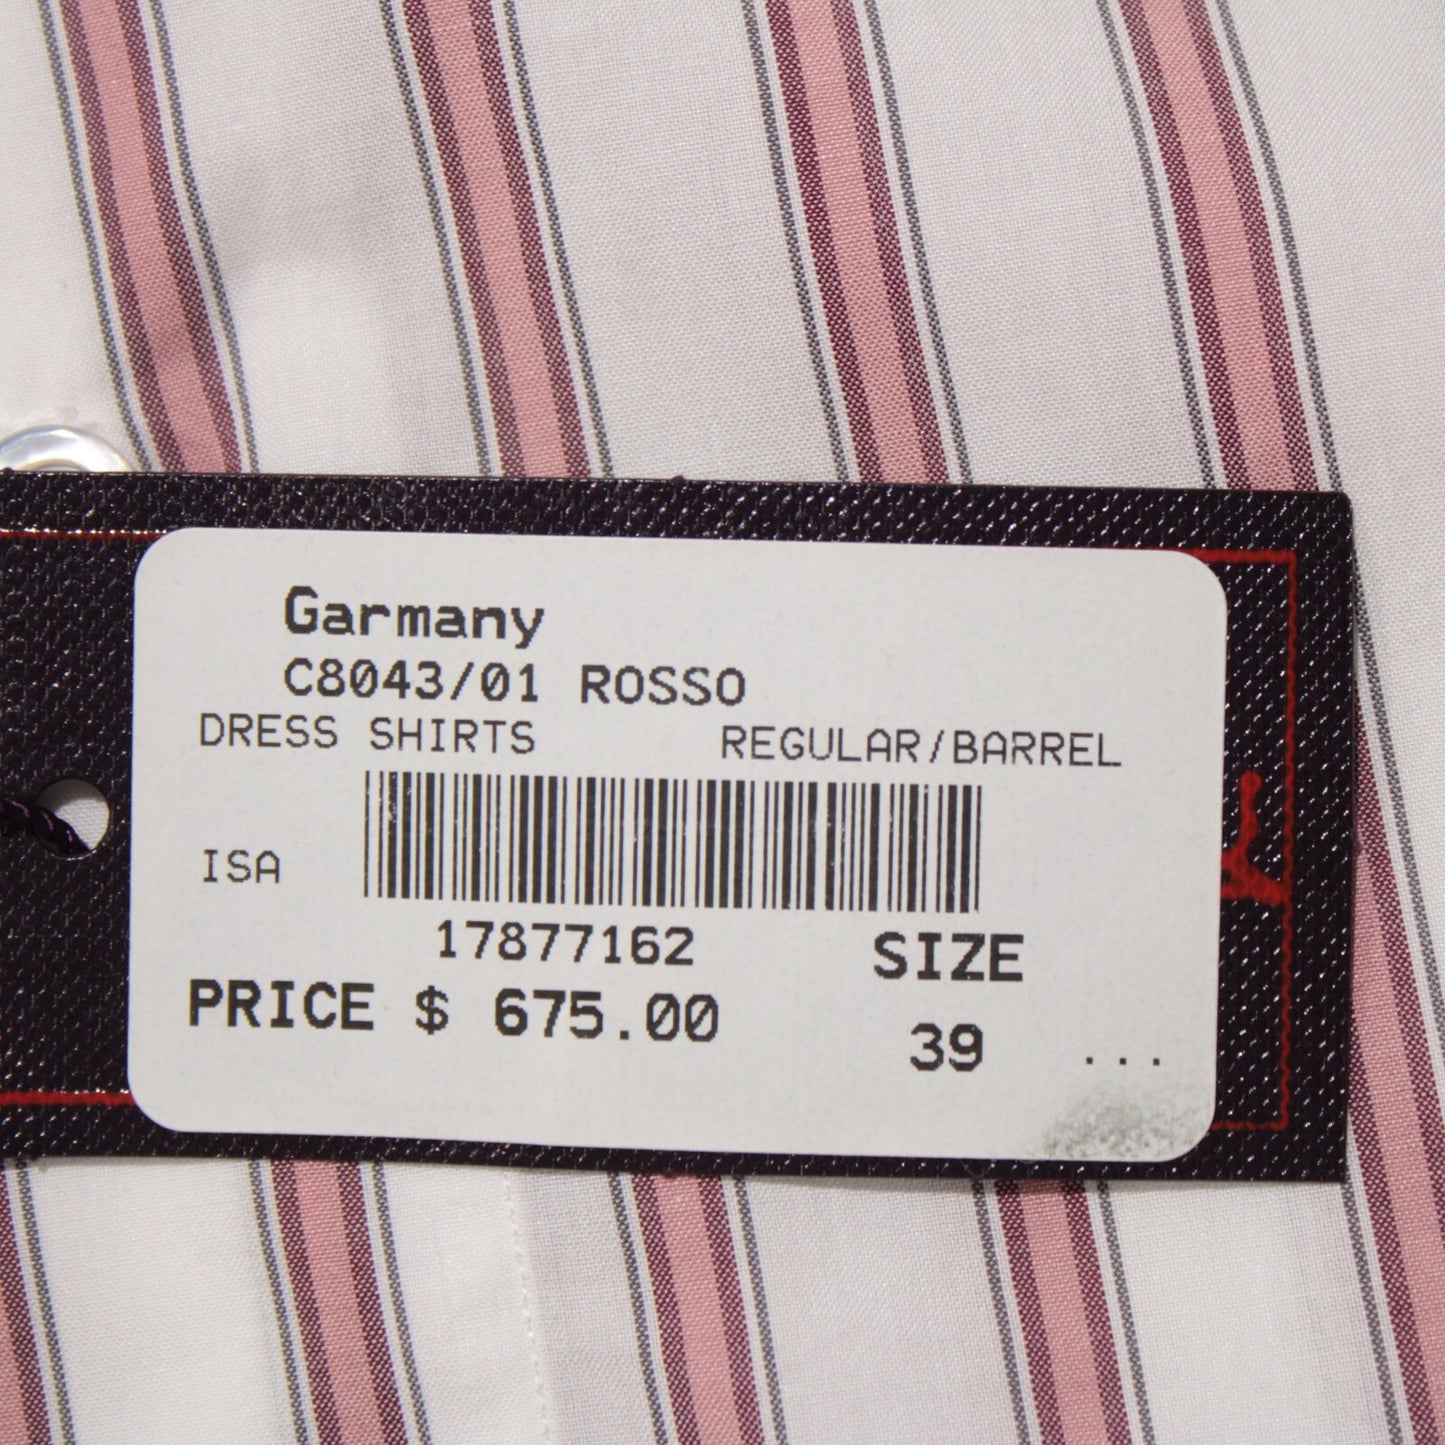 Garmany
C8043/01 ROSSO
DRESS SHIRTS REGULAR/BARREL
ISA
17877162 SIZE
PRICE $ 675.00
39 ...